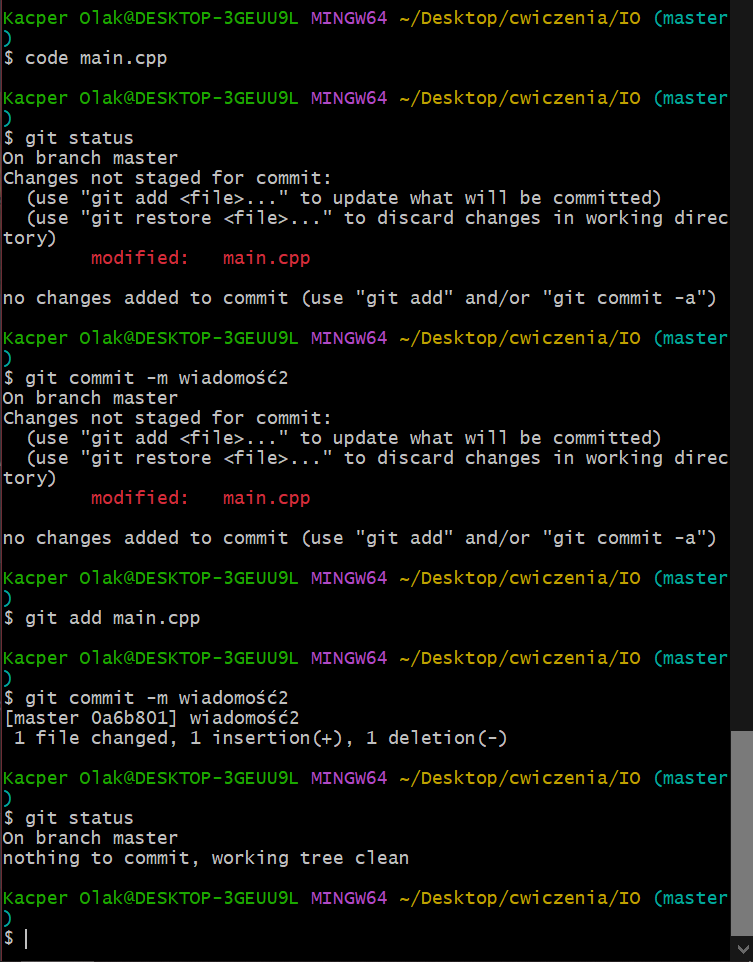 Kacper Olak@DESKTOP-3GEUU9L MINGW64 ~/Desktop/cwiczenia/IO (master
)
$ code main.cpp
Kacper Olak@DESKTOP-3GEUU9L MINGW64 ~/Desktop/cwiczenia/IO (master
)
$ git status
On branch master
Changes not staged for commit:
  (use "git add <file>..." to update what will be committed)
  (use "git restore <file>..." to discard changes in working direc
tory)
        modified:   main.cpp
no changes added to commit (use "git add" and/or "git commit -a")
Kacper Olak@DESKTOP-3GEUU9L MINGW64 ~/Desktop/cwiczenia/IO (master
)
$ git commit -m wiadomość2
On branch master
Changes not staged for commit:
  (use "git add <file>..." to update what will be committed)
  (use "git restore <file>..." to discard changes in working direc
tory)
        modified:   main.cpp
no changes added to commit (use "git add" and/or "git commit -a")
Kacper Olak@DESKTOP-3GEUU9L MINGW64 ~/Desktop/cwiczenia/IO (master
)
$ git add main.cpp
Kacper Olak@DESKTOP-3GEUU9L MINGW64 ~/Desktop/cwiczenia/IO (master
)
$ git commit -m wiadomość2
[master 0a6b801] wiadomość2
 1 file changed, 1 insertion(+), 1 deletion(-)
Kacper Olak@DESKTOP-3GEUU9L MINGW64 ~/Desktop/cwiczenia/IO (master
)
$ git status
On branch master
nothing to commit, working tree clean
Kacper Olak@DESKTOP-3GEUU9L MINGW64 ~/Desktop/cwiczenia/IO (master
)
$